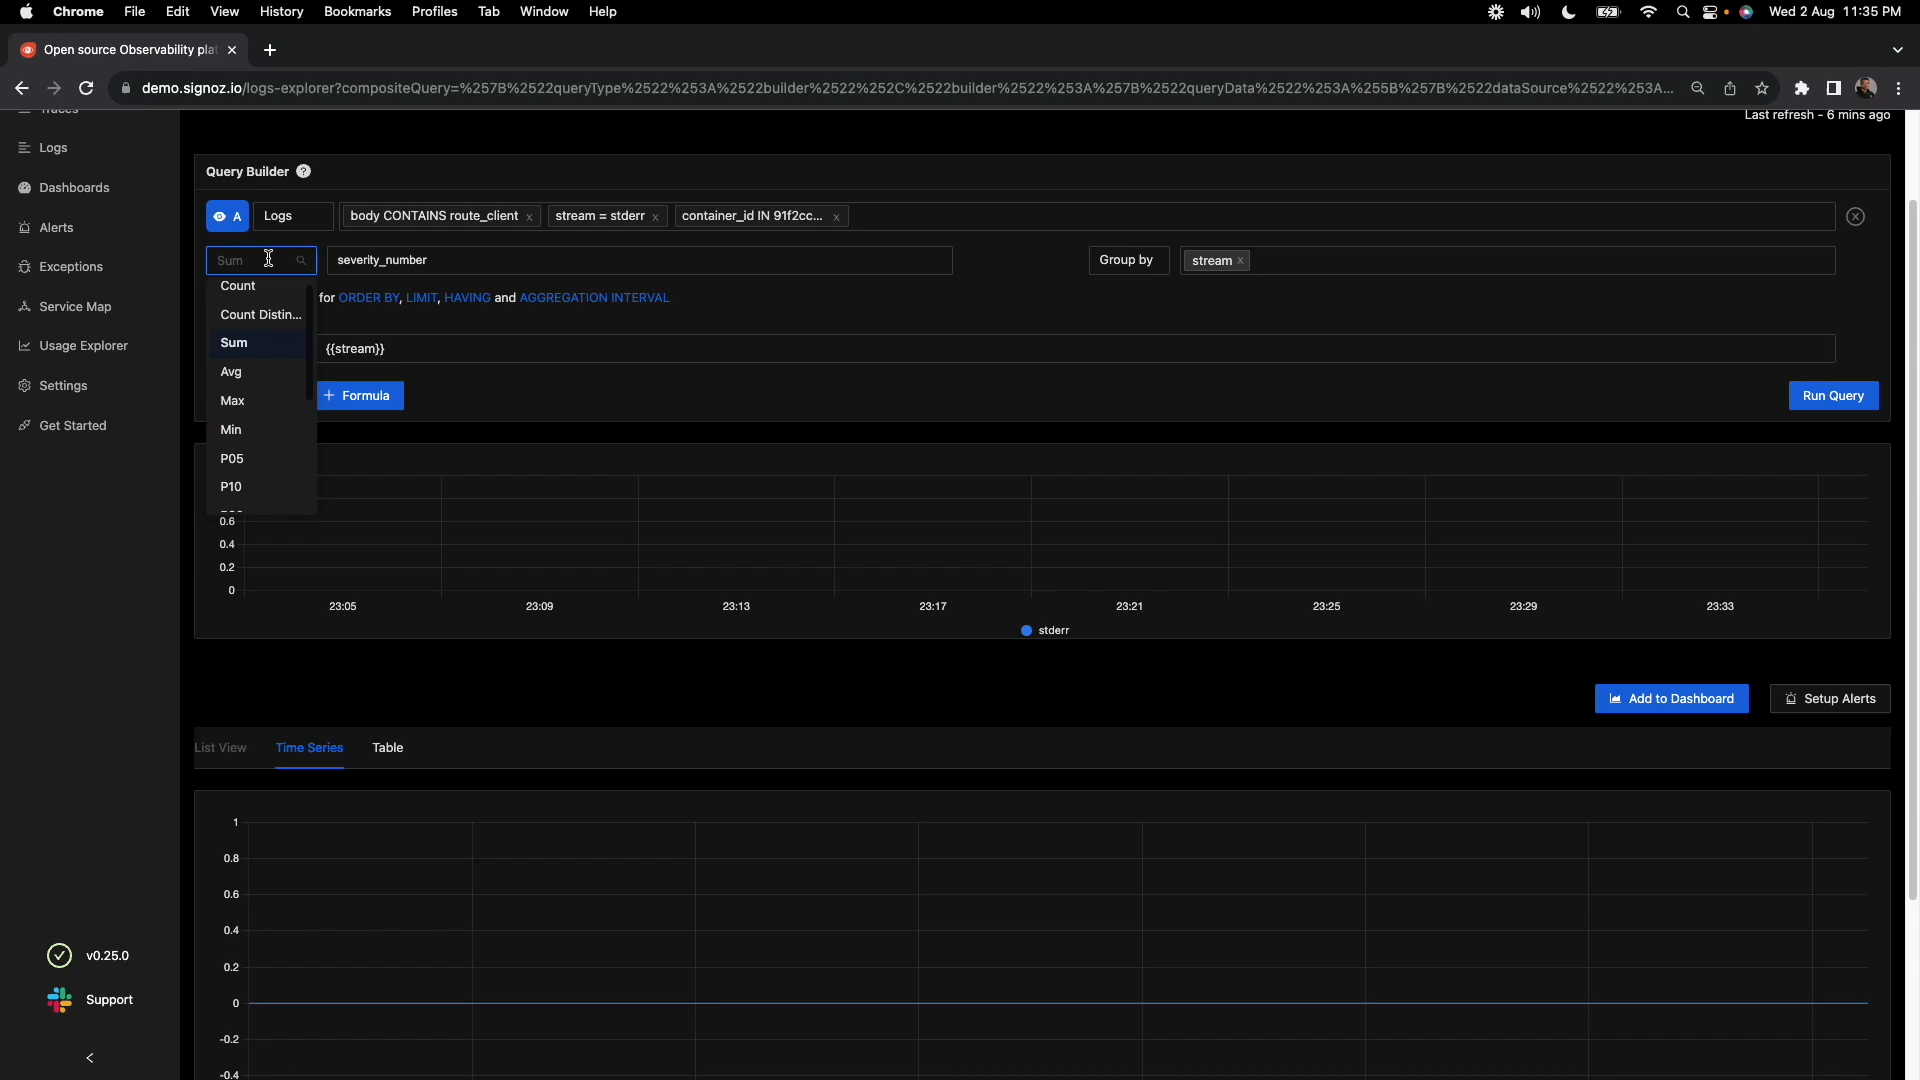 Chrome File Edit View History Bookmarks Profiles Tab Window Help Wed 2 Aug 11:35 PM
Open source Observability plat
demo.signoz.io/logs-explorer?compositeQuery=%257B%2522queryType%2522%253A%2522builder%2522%252C%2522builder%2522%253A%257B%2522queryData%2522%253A%255B%257B%2522dataSource%2522%253A...
Traces
Last refresh - 6 mins ago
Logs
Dashboards
Alerts
Exceptions
Service Map
Usage Explorer
Settings
Get Started
v0.25.0
Support
Query Builder ?
A Logs body CONTAINS route_client x stream = stderr x container_id IN 91f2cc... x
Sum severity_number Group by stream x
for ORDER BY, LIMIT, HAVING and AGGREGATION INTERVAL
{{stream}}
+ Formula Run Query
Count
Count Distin...
Sum
Avg
Max
Min
P05
P10
0.6
0.4
0.2
0
23:05 23:09 23:13 23:17 23:21 23:25 23:29 23:33
stderr
Add to Dashboard Setup Alerts
List View Time Series Table
1
0.8
0.6
0.4
0.2
0
-0.2
-0.4